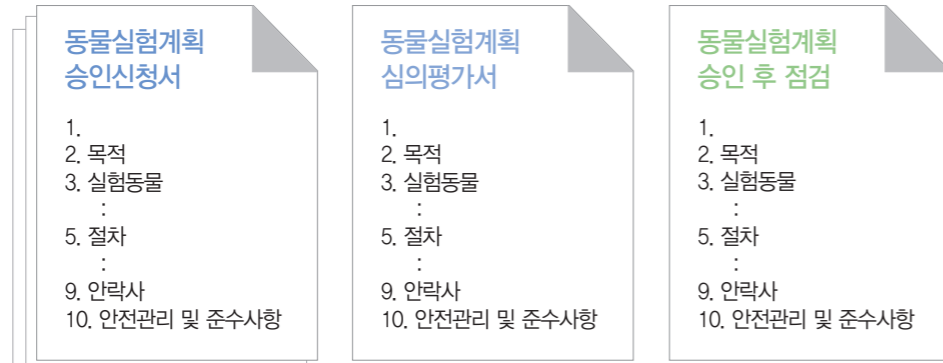 동물실험계획
승인신청서
1.
2. 목적
3. 실험동물
:
5. 절차
:
9. 안락사
10. 안전관리 및 준수사항
동물실험계획
심의평가서
1.
2. 목적
3. 실험동물
:
5. 절차
:
9. 안락사
10. 안전관리 및 준수사항
동물실험계획
승인 후 점검
1.
2. 목적
3. 실험동물
:
5. 절차
:
9. 안락사
10. 안전관리 및 준수사항